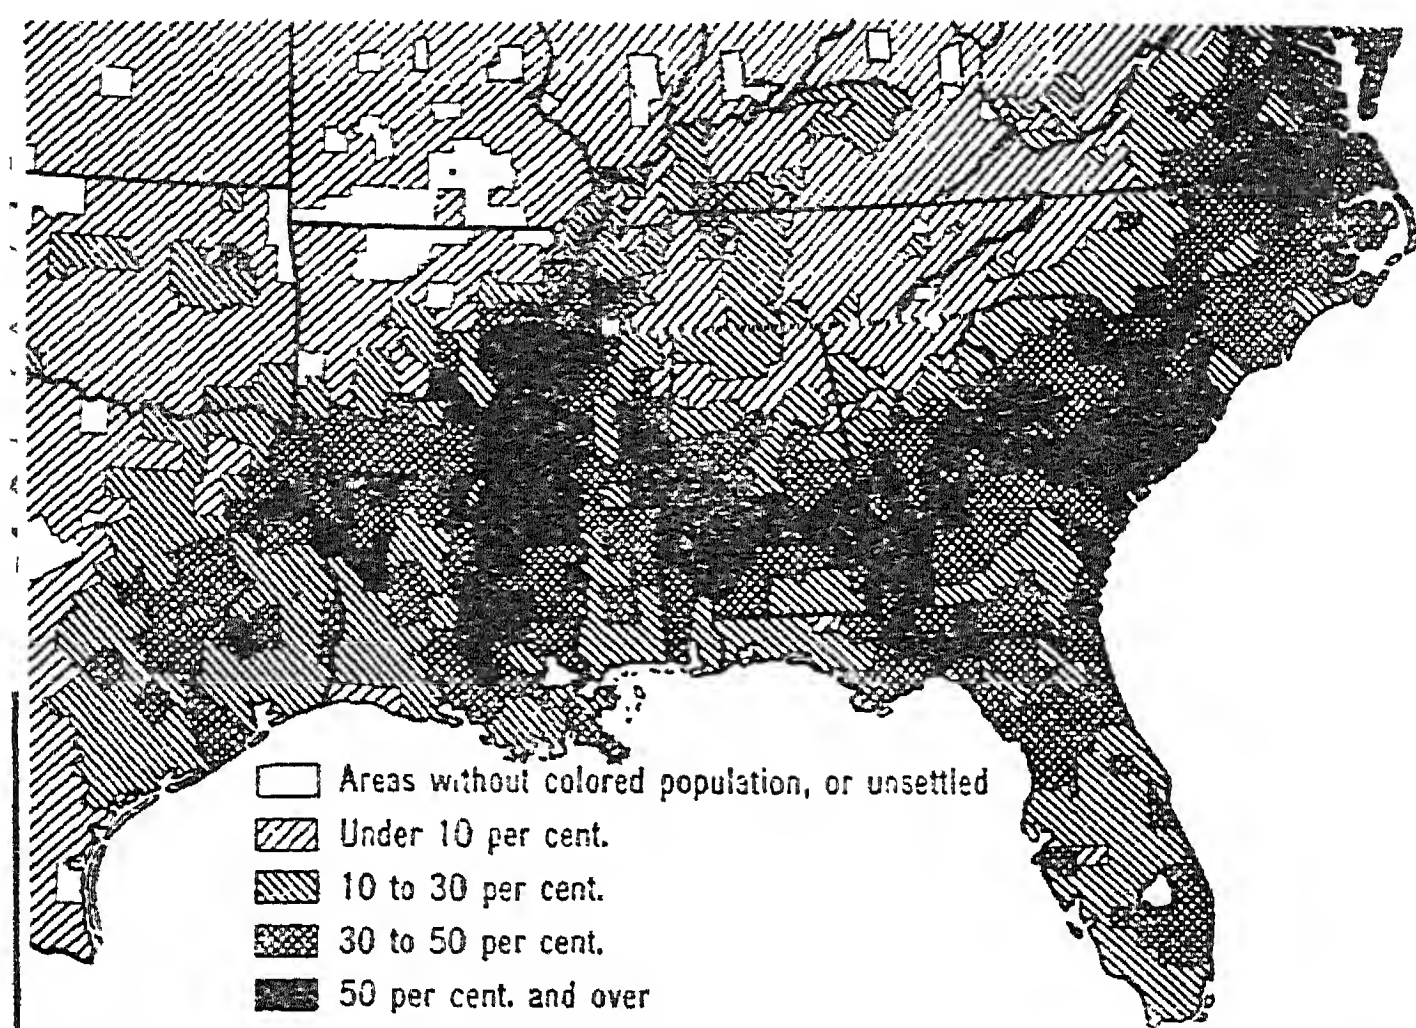 Areas without colored population, or unsettled
Under 10 per cent.
10 to 30 per cent.
30 to 50 per cent.
50 per cent. and over